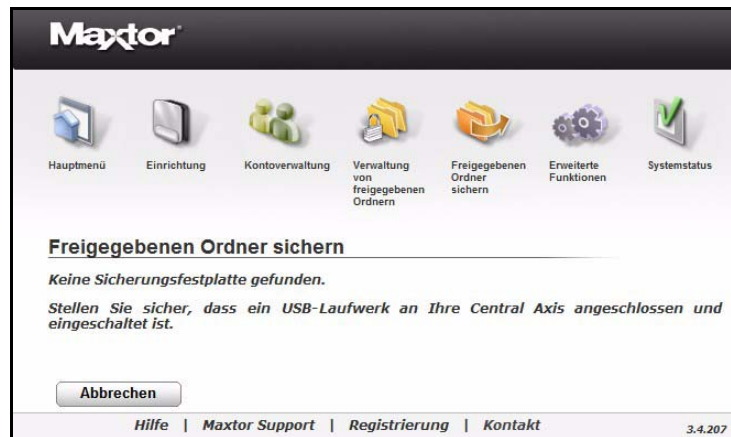 Maxtor
Hauptmenü
Einrichtung
Kontoverwaltung
Verwaltung
von
freigegebenen
Ordnern
Freigegebenen
Ordner
sichern
Erweiterte
Funktionen
Systemstatus
Freigegebenen Ordner sichern
Keine Sicherungsfestplatte gefunden.
Stellen Sie sicher, dass ein USB-Laufwerk an Ihre Central Axis angeschlossen und
eingeschaltet ist.
Abbrechen
Hilfe | Maxtor Support | Registrierung | Kontakt
3.4.207